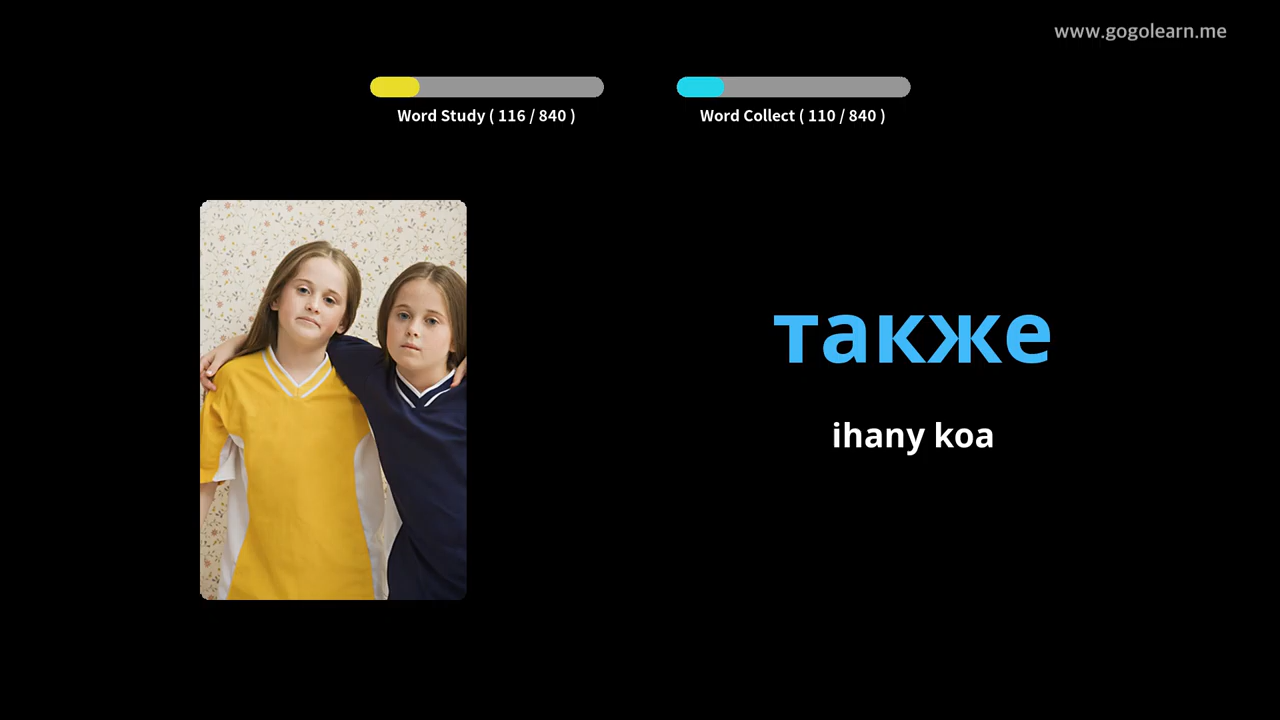 www.gogolearn.me
Word Study ( 116 / 840 )
Word Collect ( 110 / 840 )
также
ihany koa